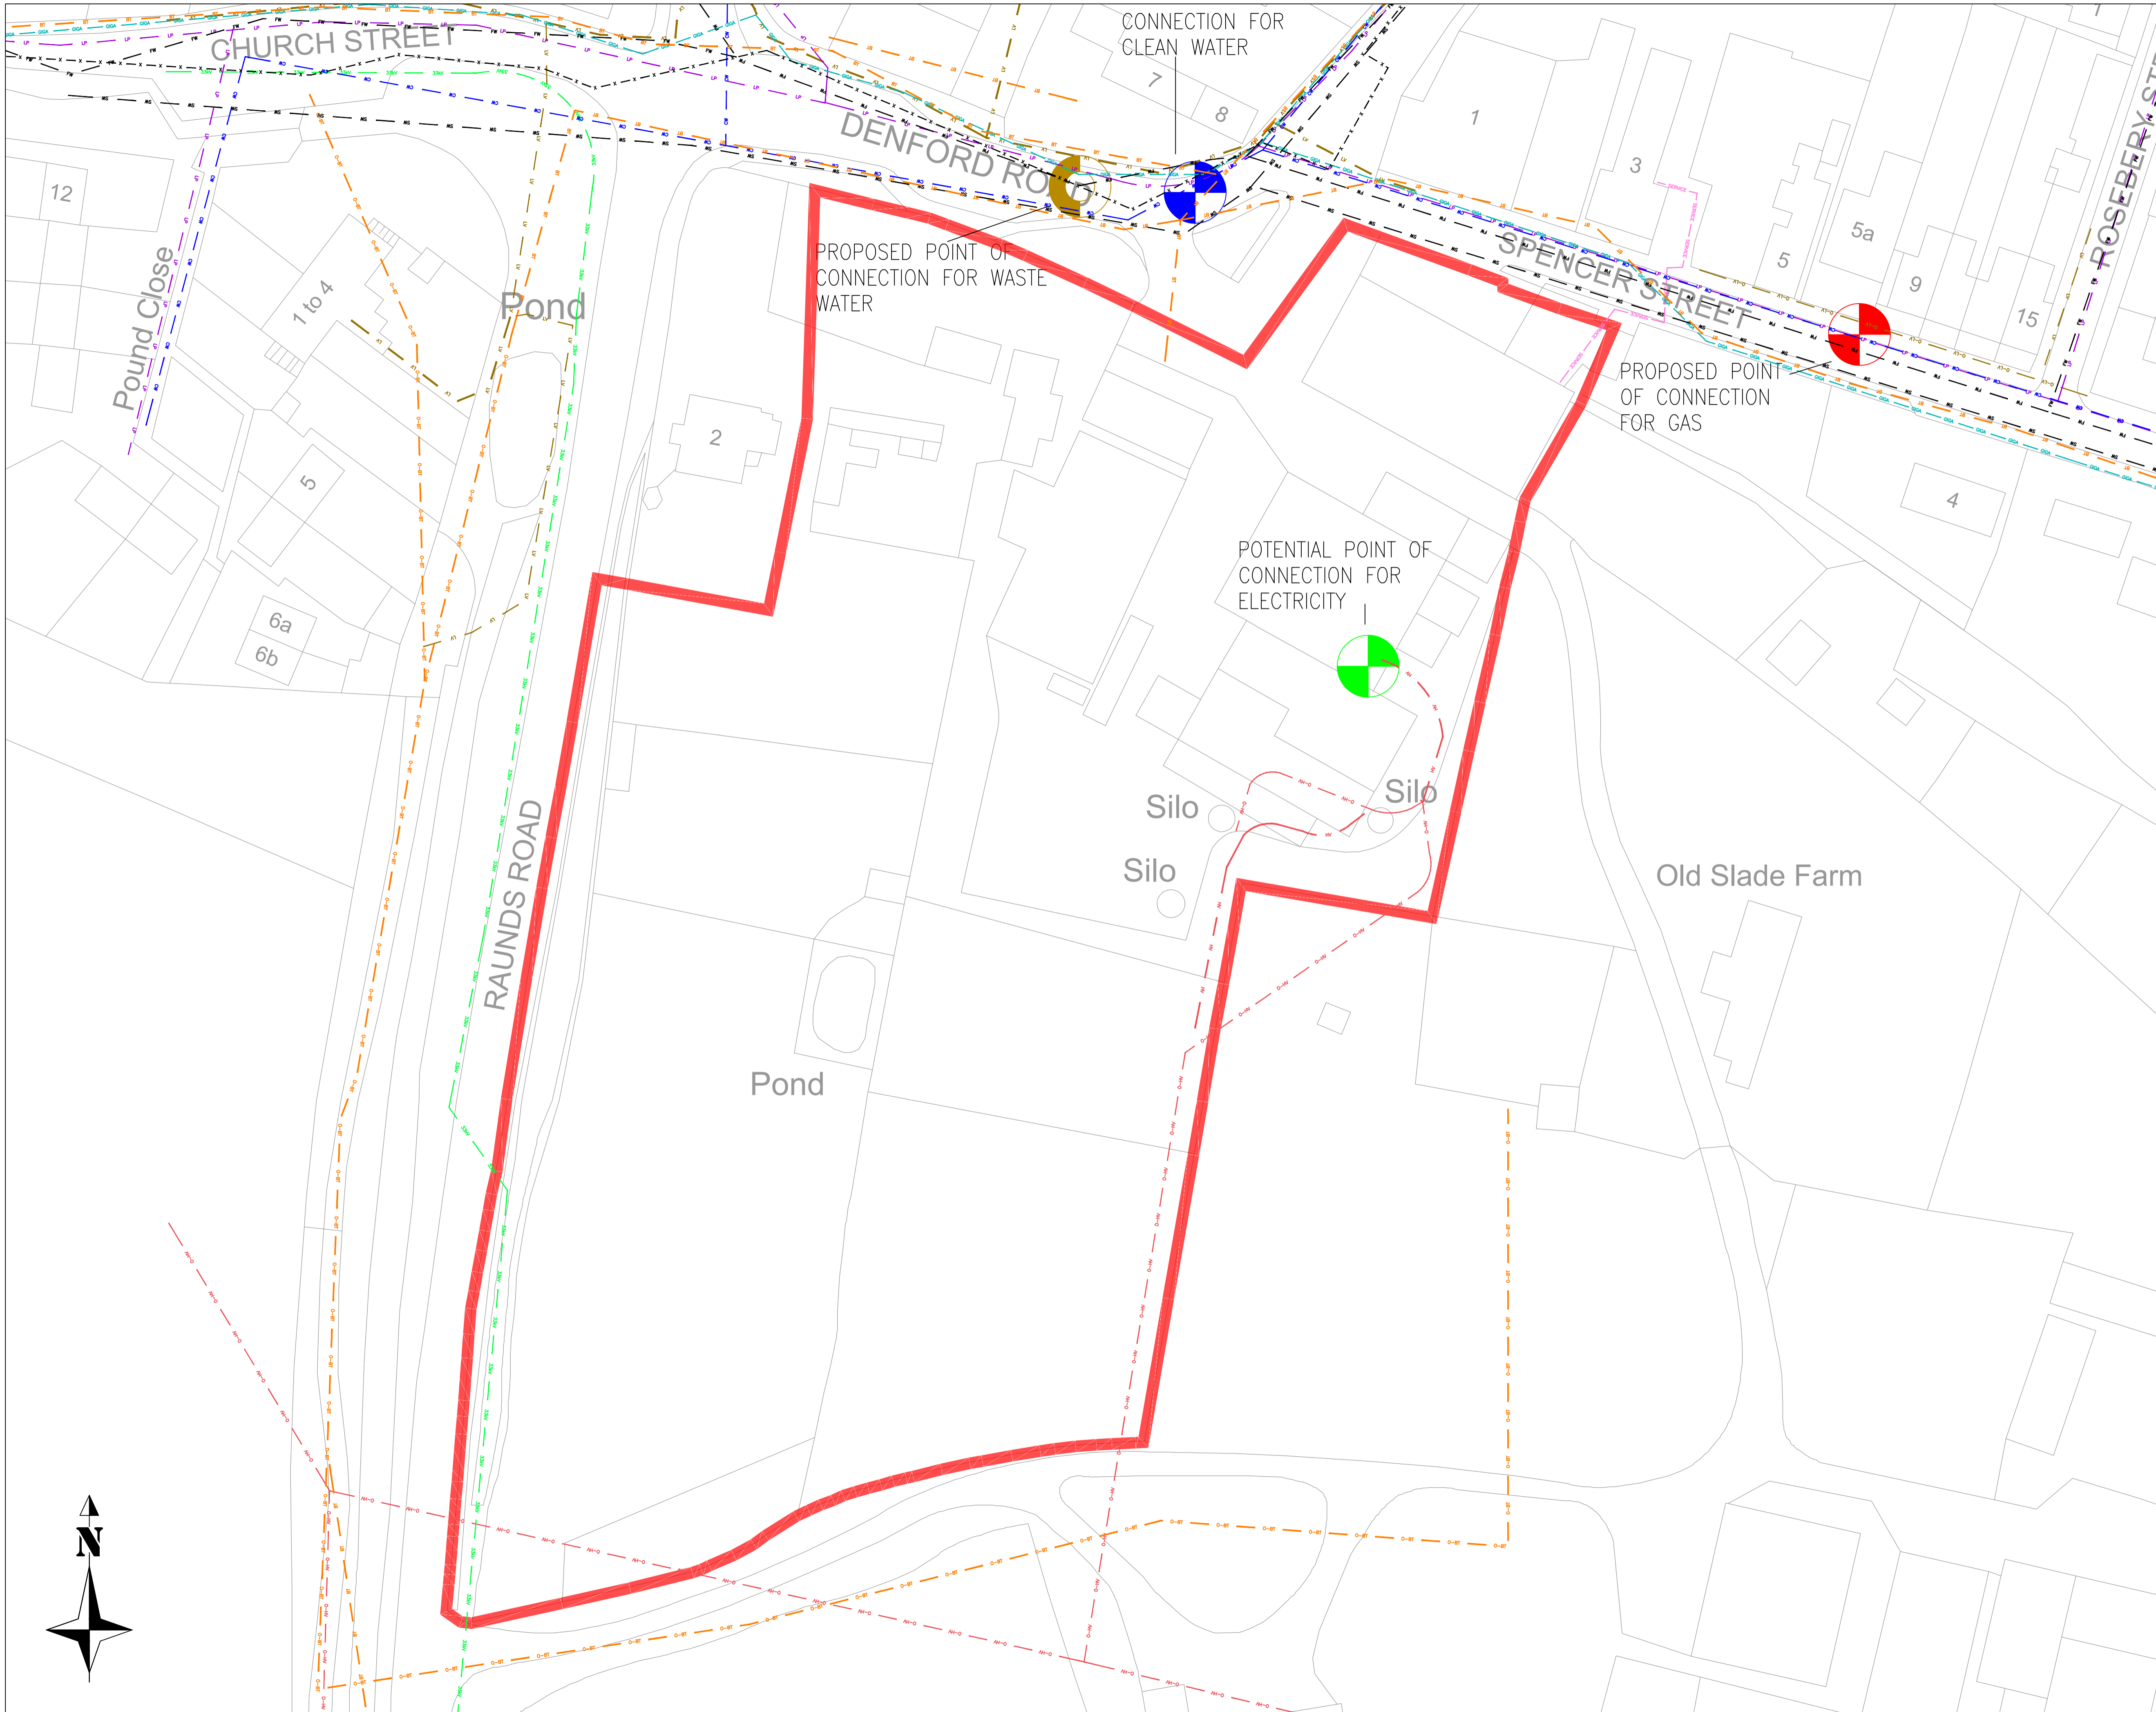 CHURCH STREET
CONNECTION FOR
CLEAN WATER
7
8
1
3
5
5a
9
15
ROSEBERY STR
DENFORD ROAD
SPENCER STREET
12
Pound Close
1 to 4
Pond
PROPOSED POINT OF
CONNECTION FOR WASTE
WATER
PROPOSED POINT
OF CONNECTION
FOR GAS
2
5
4
6a
6b
POTENTIAL POINT OF
CONNECTION FOR
ELECTRICITY
RAUNDS ROAD
Silo
Silo
Silo
Old Slade Farm
Pond
N